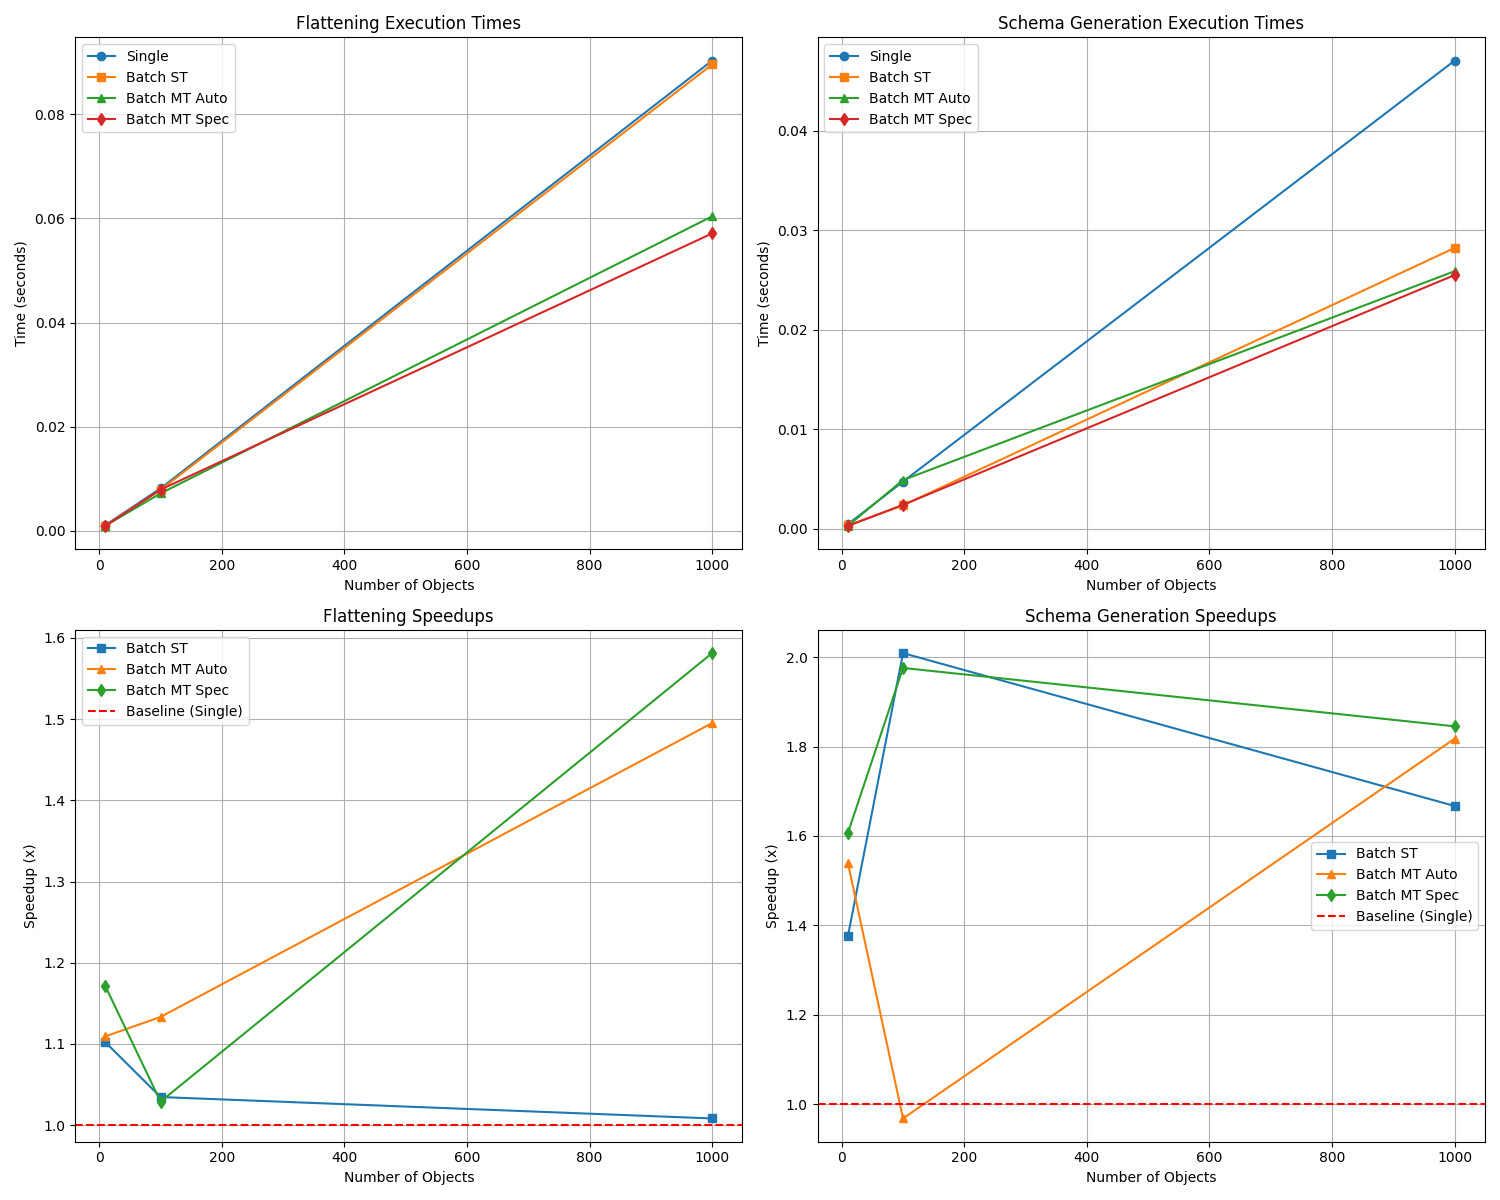 Flattening Execution Times
Single
Batch ST
Batch MT Auto
Batch MT Spec
0.08
0.06
0.04
0.02
0.00
Time (seconds)
0 200 400 600 800 1000
Number of Objects
Schema Generation Execution Times
Single
Batch ST
Batch MT Auto
Batch MT Spec
0.04
0.03
0.02
0.01
0.00
Time (seconds)
0 200 400 600 800 1000
Number of Objects
Flattening Speedups
Batch ST
Batch MT Auto
Batch MT Spec
Baseline (Single)
1.6
1.5
1.4
1.3
1.2
1.1
1.0
Speedup (x)
0 200 400 600 800 1000
Number of Objects
Schema Generation Speedups
2.0
1.8
1.6
1.4
1.2
1.0
Speedup (x)
Batch ST
Batch MT Auto
Batch MT Spec
Baseline (Single)
0 200 400 600 800 1000
Number of Objects